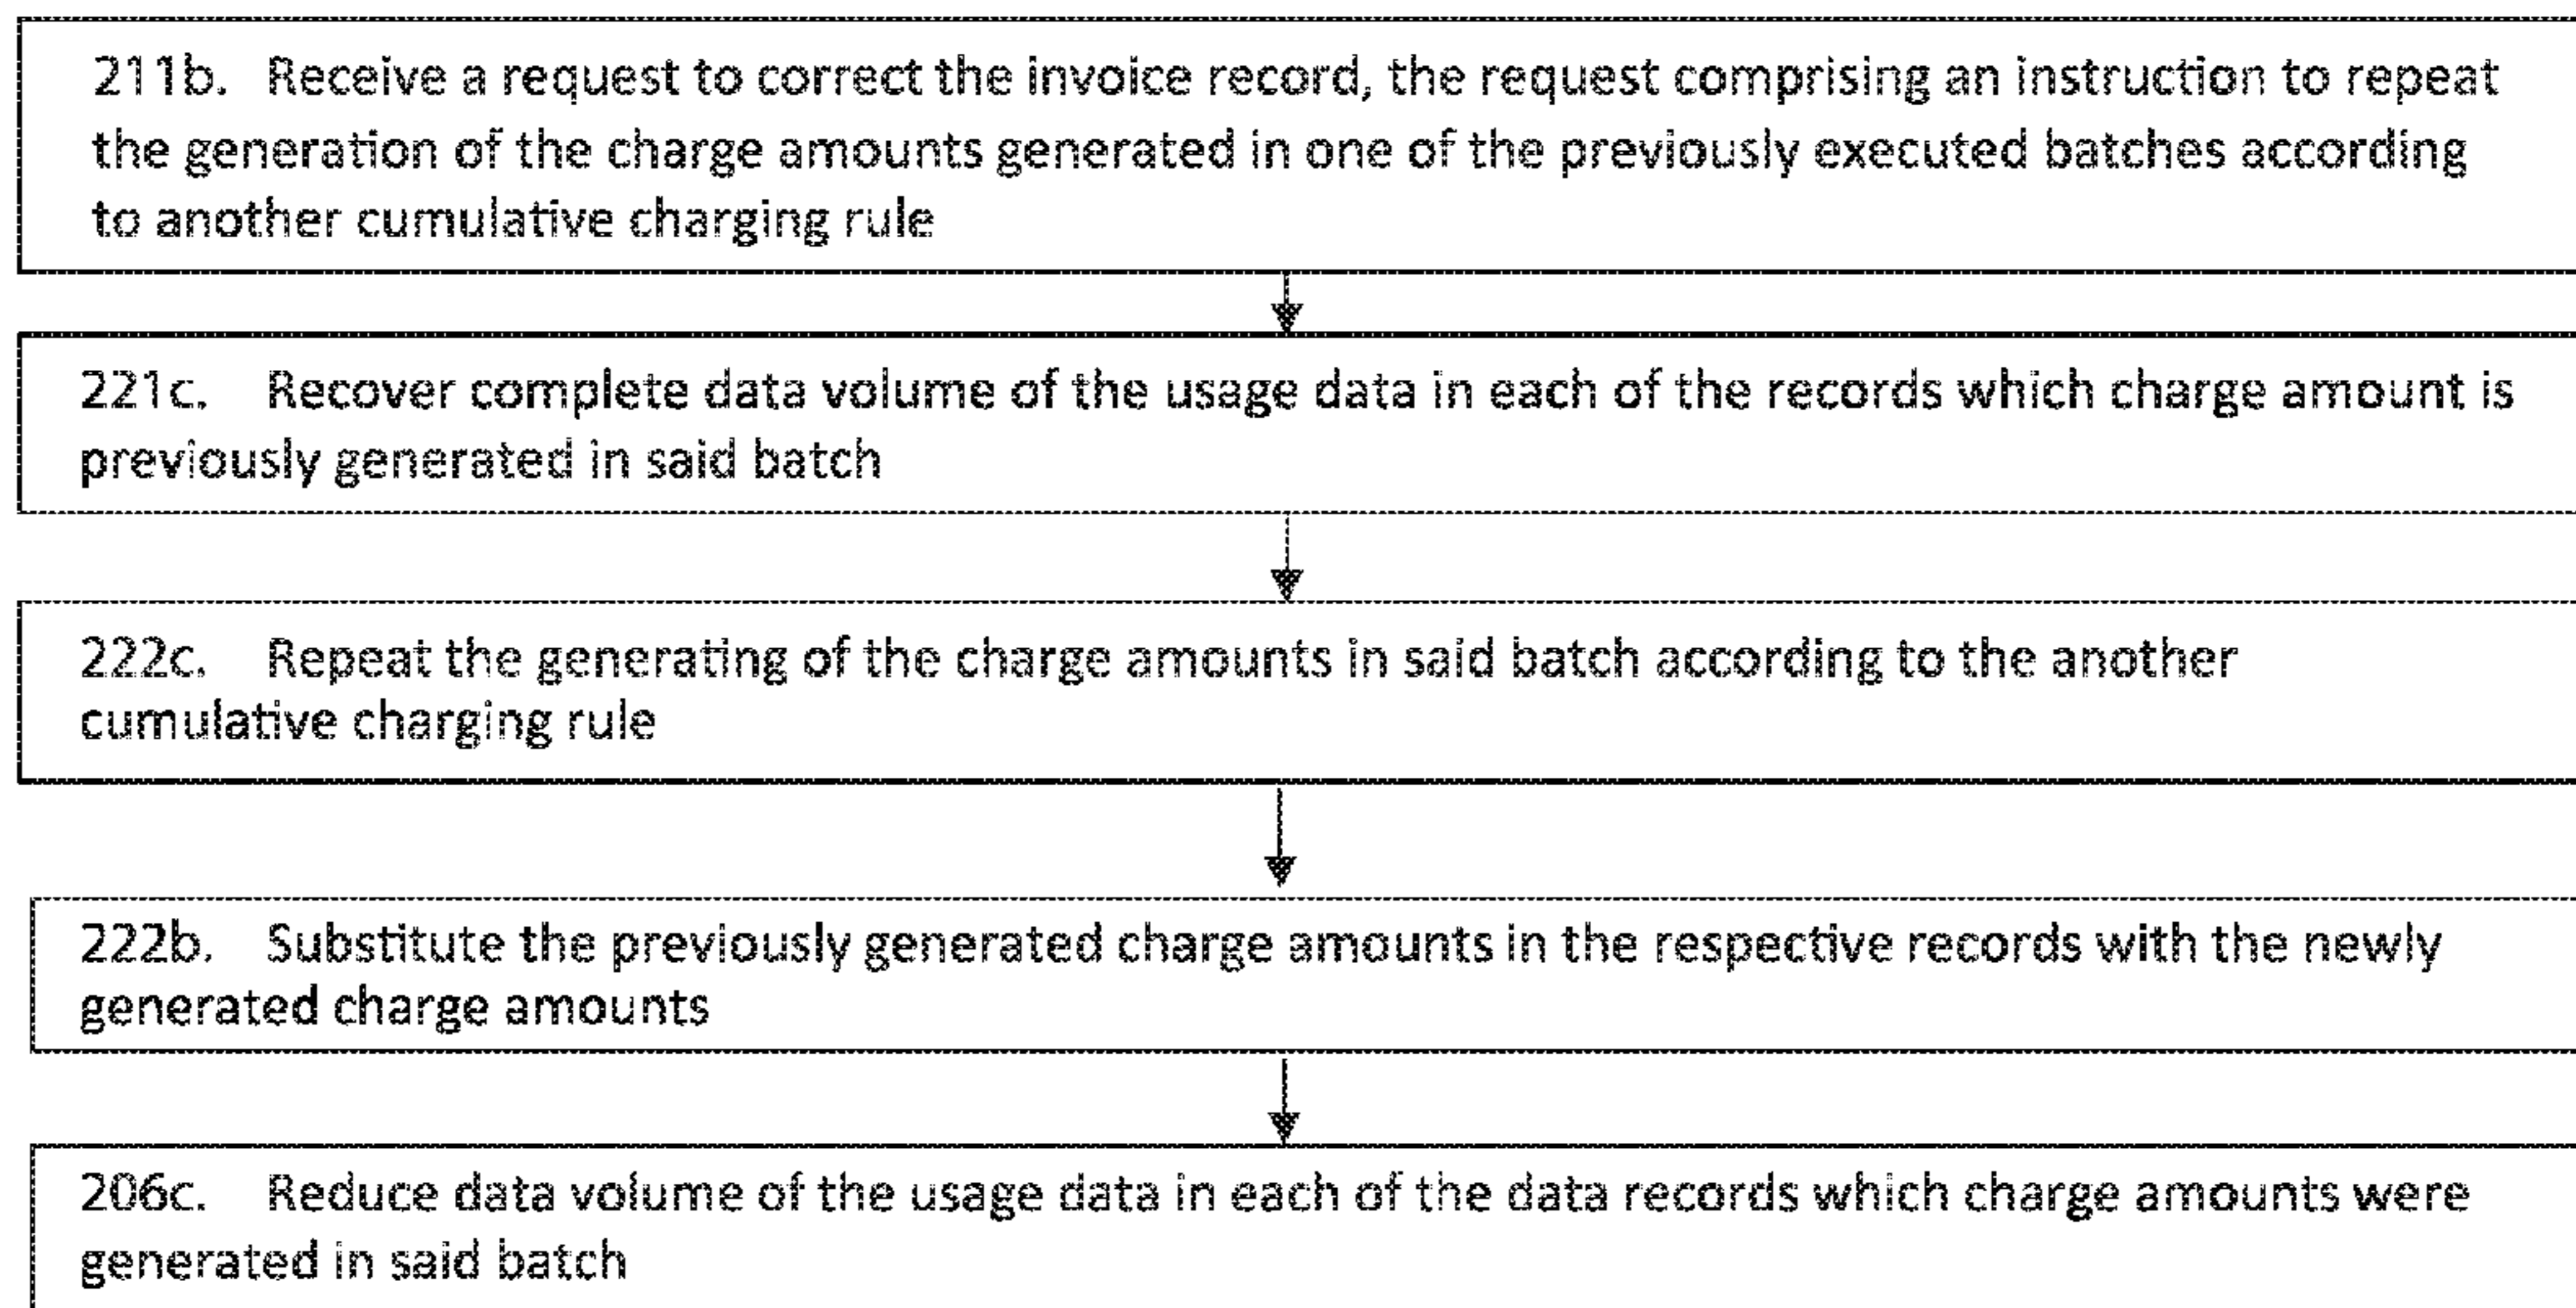 211b. Receive a request to correct the invoice record, the request comprising an instruction to repeat
the generation of the charge amounts generated in one of the previously executed batches according
to another cumulative charging rule
221c. Recover complete data volume of the usage data in each of the records which charge amount is
previously generated in said batch
222c. Repeat the generating of the charge amounts in said batch according to the another
cumulative charging rule
222b. Substitute the previously generated charge amounts in the respective records with the newly
generated charge amounts
206c. Reduce data volume of the usage data in each of the data records which charge amounts were
generated in said batch